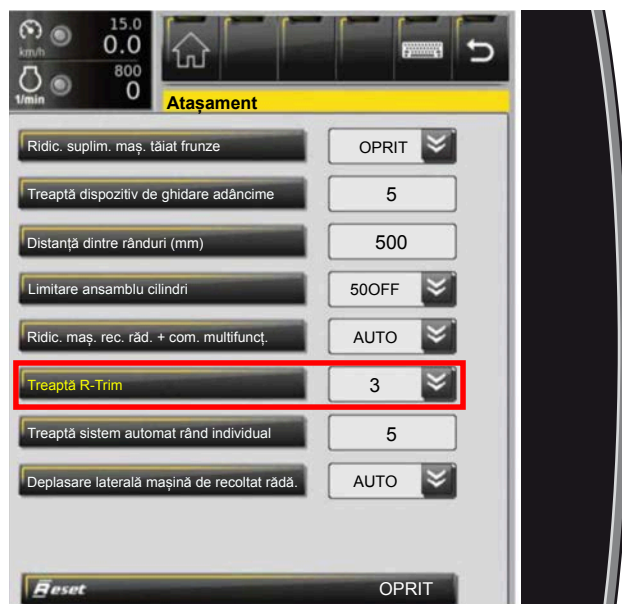 15.0
km/h 0.0
800
1/min 0
Atașament
Ridic. suplim. maș. tăiat frunze OPRIT
Treaptă dispozitiv de ghidare adâncime 5
Distanță dintre rânduri (mm) 500
Limitare ansamblu cilindri 50OFF
Ridic. maș. rec. răd. + com. multifuncț. AUTO
Treaptă R-Trim 3
Treaptă sistem automat rând individual 5
Deplasare laterală mașină de recoltat rădă. AUTO
Reset OPRIT